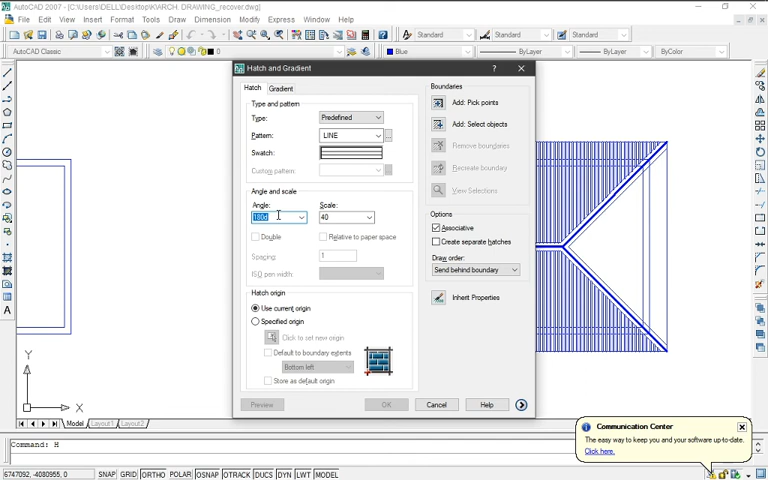 AutoCAD 2007 - [C:\Users\DELL\Desktop\KARCH. DRAWING_recover.dwg]
File Edit View Insert Format Tools Draw Dimension Modify Express Window Help
Standard Standard Standard
AutoCAD Classic 0 Blue ByLayer ByLayer ByColor
Hatch and Gradient
Hatch Gradient
Type and pattern
Type: Predefined
Pattern: LINE
Swatch:
Custom pattern:
Angle and scale
Angle: Scale:
180d 40
Double Relative to paper space
Spacing: 1
ISO pen width:
Hatch origin
Use current origin
Specified origin
Click to set new origin
Default to boundary extents
Bottom left
Store as default origin
Boundaries
Add: Pick points
Add: Select objects
Remove boundaries
Recreate boundary
View Selections
Options
Associative
Create separate hatches
Draw order:
Send behind boundary
Inherit Properties
Preview OK Cancel Help
Y
X
Model Layout1 Layout2
Command: H
Communication Center
The easy way to keep you and your software up-to-date.
Click here.
6747092, -4080955, 0 SNAP GRID ORTHO POLAR OSNAP OTRACK DUCS DYN LWT MODEL